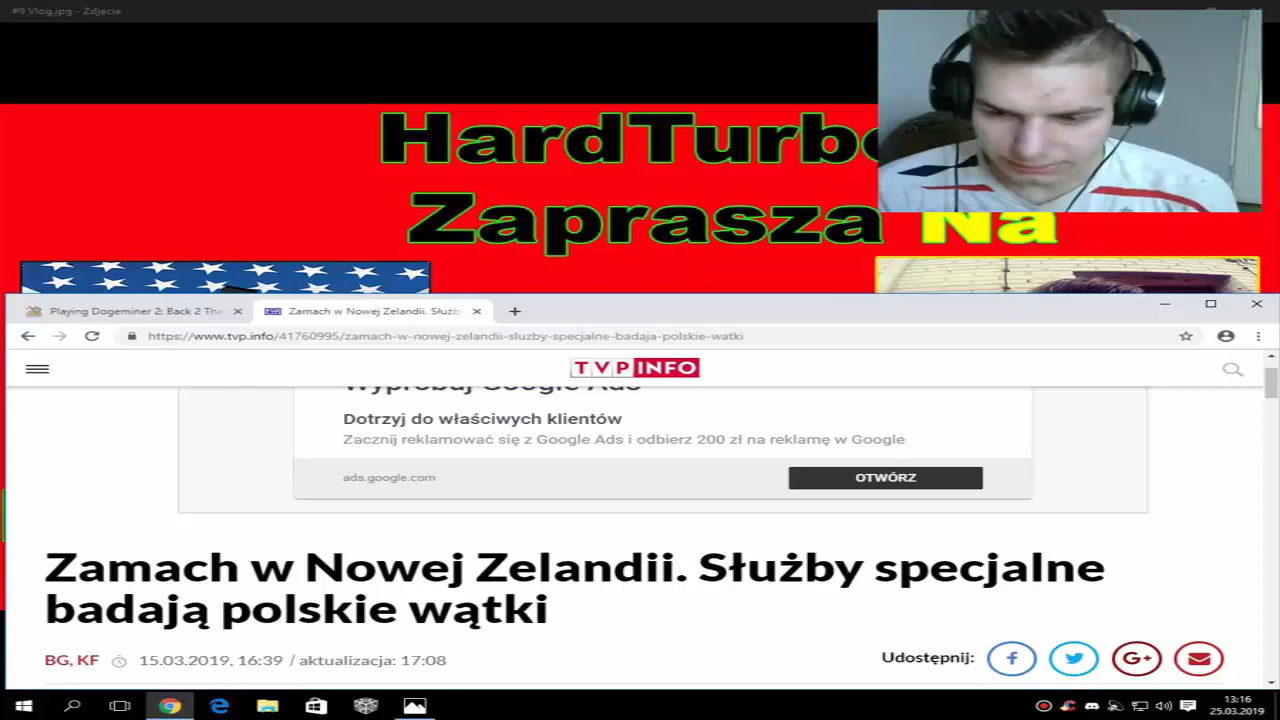 #9 Vlog.jpg - Zdjęcia
HardTurbo
Zaprasza Na
Playing Dogeminer 2: Back 2 The
Zamach w Nowej Zelandii. Służb
https://www.tvp.info/41760995/zamach-w-nowej-zelandii-sluzby-specjalne-badaja-polskie-watki
TVP INFO
Wypróbuj Google Ads
Dotrzyj do właściwych klientów
Zacznij reklamować się z Google Ads i odbierz 200 zł na reklamę w Google
ads.google.com
OTWÓRZ
Zamach w Nowej Zelandii. Służby specjalne
badają polskie wątki
BG, KF 15.03.2019, 16:39 / aktualizacja: 17:08
Udostępnij:
13:16
25.03.2019